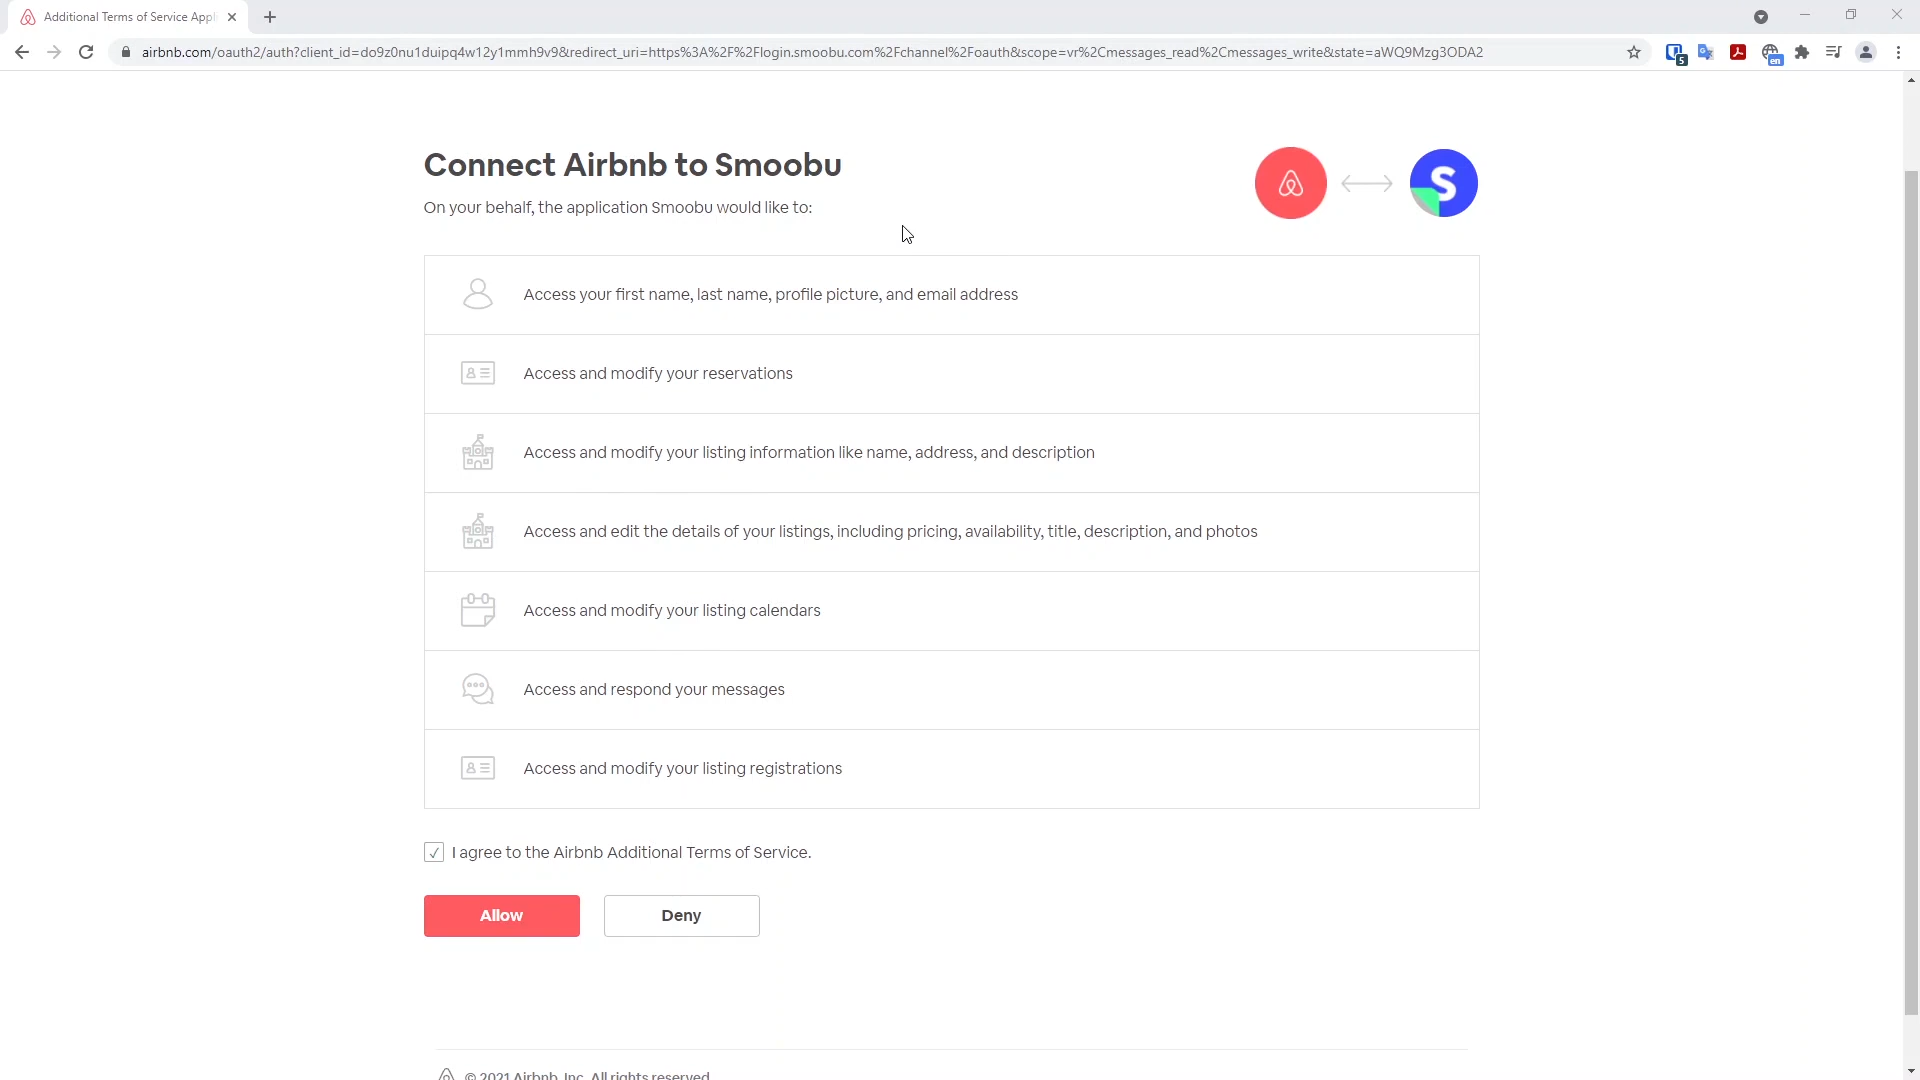 Additional Terms of Service Appl
airbnb.com/oauth2/auth?client_id=do9z0nu1duipq4w12y1mmh9v9&redirect_uri=https%3A%2F%2Flogin.smoobu.com%2Fchannel%2Foauth&scope=vr%2Cmessages_read%2Cmessages_write&state=aWQ9Mzg3ODA2
5
en
Connect Airbnb to Smoobu
On your behalf, the application Smoobu would like to:
S
Access your first name, last name, profile picture, and email address
Access and modify your reservations
Access and modify your listing information like name, address, and description
Access and edit the details of your listings, including pricing, availability, title, description, and photos
Access and modify your listing calendars
Access and respond your messages
Access and modify your listing registrations
I agree to the Airbnb Additional Terms of Service.
Allow Deny
© 2021 Airbnb, Inc. All rights reserved